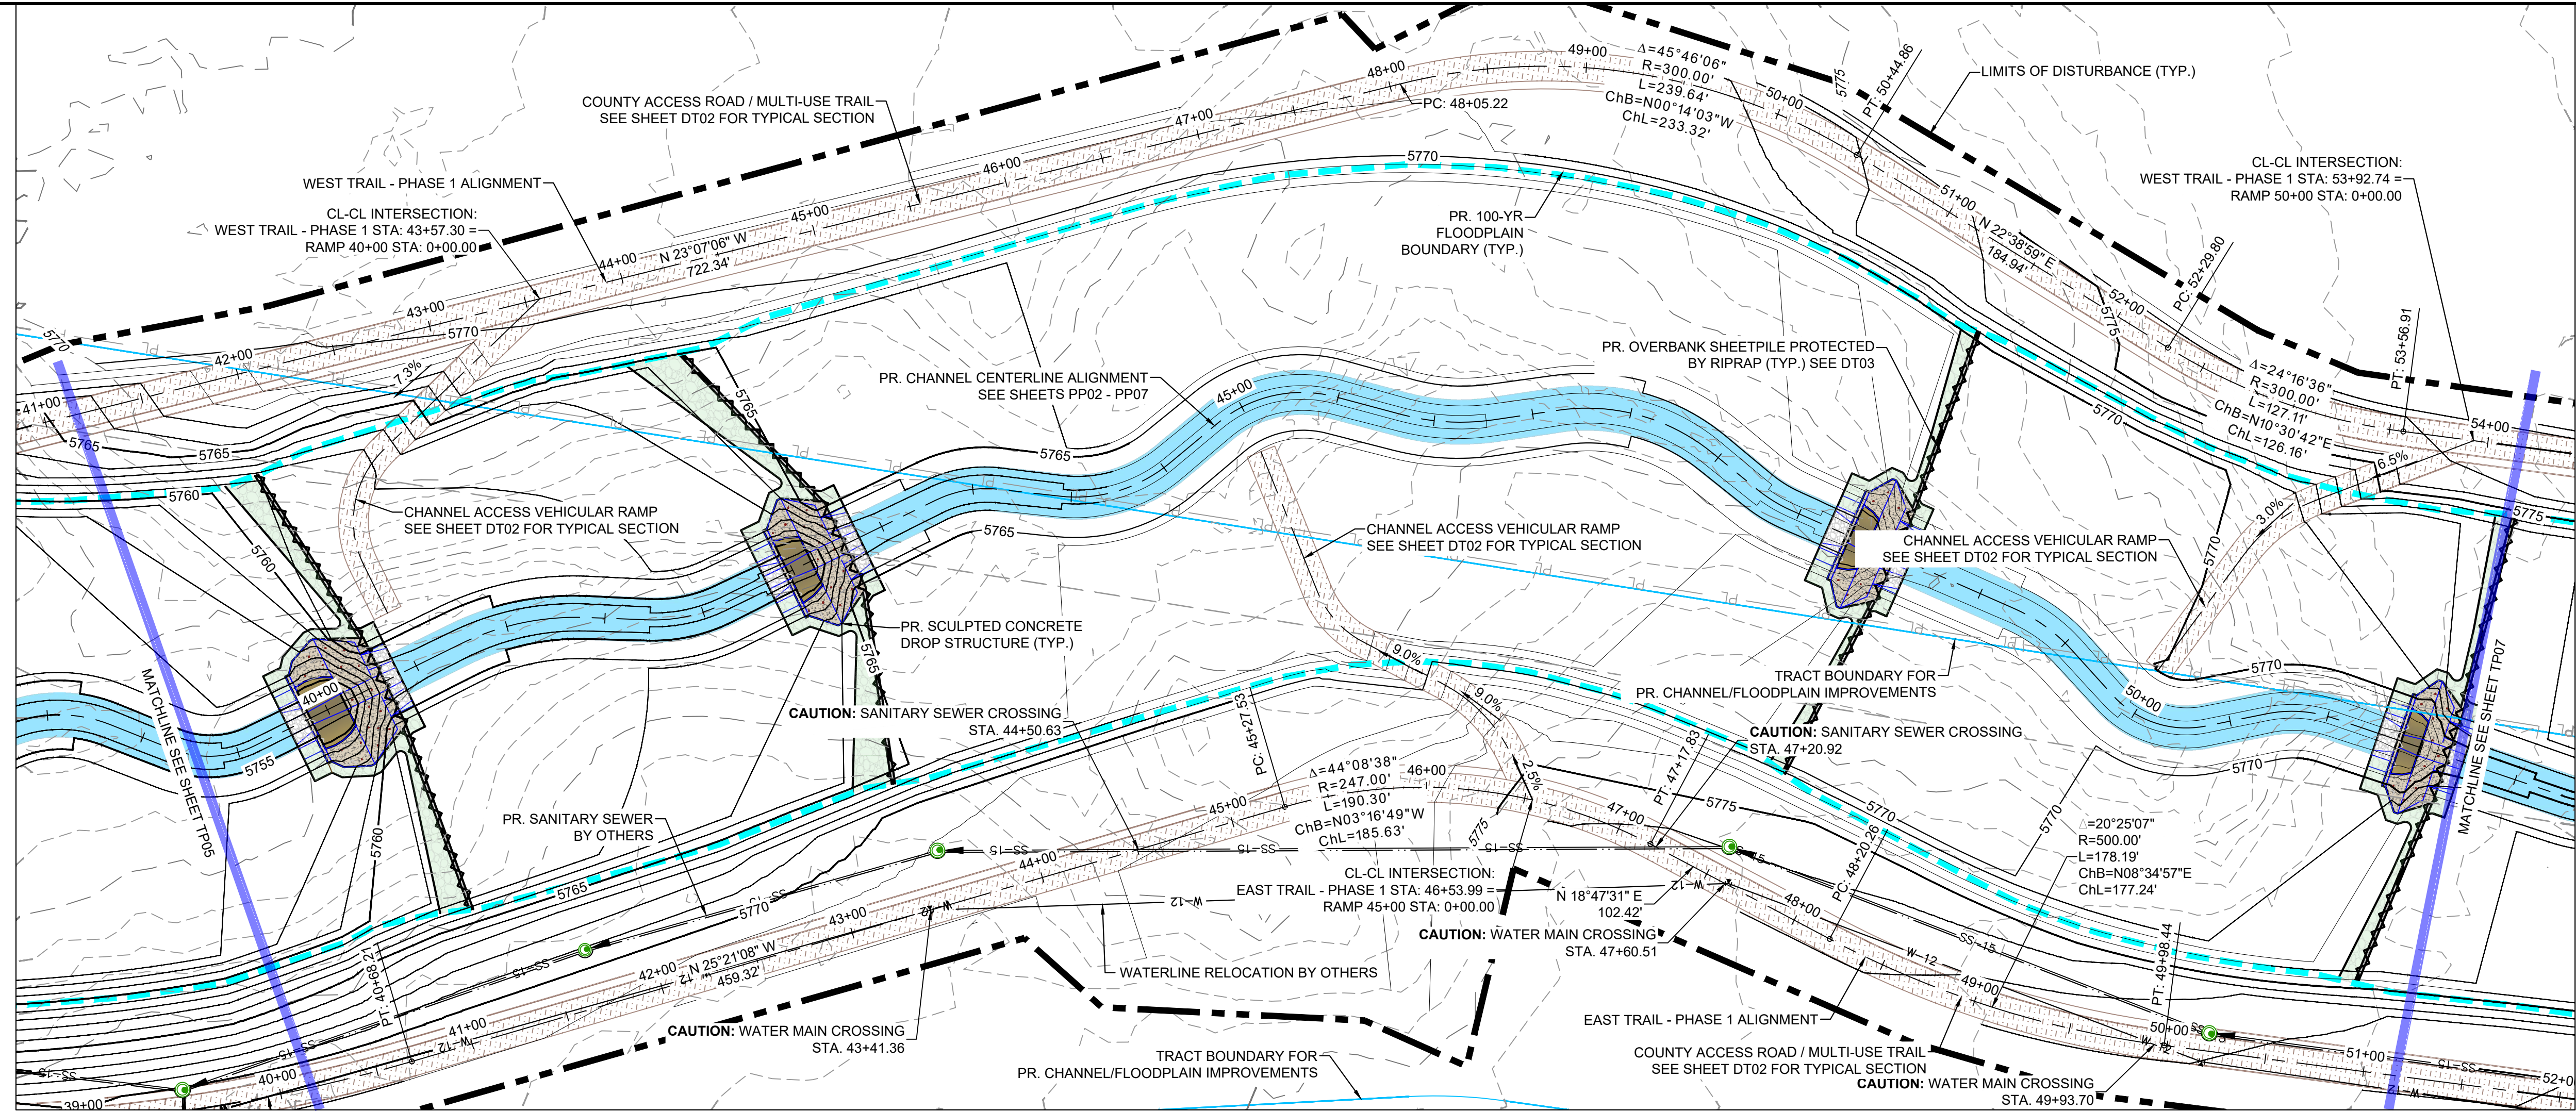 49+00
Δ=45°46'06"
R=300.00'
L=239.64'
ChB=N00°14'03"W
ChL=233.32'
48+00
PC: 48+05.22
50+00
5775
PT: 50+44.86
LIMITS OF DISTURBANCE (TYP.)
COUNTY ACCESS ROAD / MULTI-USE TRAIL
SEE SHEET DT02 FOR TYPICAL SECTION
47+00
46+00
5770
WEST TRAIL - PHASE 1 ALIGNMENT
CL-CL INTERSECTION:
WEST TRAIL - PHASE 1 STA: 43+57.30 =
RAMP 40+00 STA: 0+00.00
45+00
44+00
N 23°07'06" W
722.34'
PR. 100-YR
FLOODPLAIN
BOUNDARY (TYP.)
51+00
N 22°38'59" E
184.94'
CL-CL INTERSECTION:
WEST TRAIL - PHASE 1 STA: 53+92.74 =
RAMP 50+00 STA: 0+00.00
PC: 52+29.80
52+00
5775
PT: 53+56.91
43+00
5770
5770
42+00
7.3%
41+00
5765
5765
5760
PL
PR. CHANNEL CENTERLINE ALIGNMENT
SEE SHEETS PP02 - PP07
5765
45+00
5765
5765
PR. OVERBANK SHEETPILE PROTECTED
BY RIPRAP (TYP.) SEE DT03
Δ=24°16'36"
R=300.00'
L=127.11'
ChB=N10°30'42"E
ChL=126.16'
5770
54+00
6.5%
3.0%
5775
5770
CHANNEL ACCESS VEHICULAR RAMP
SEE SHEET DT02 FOR TYPICAL SECTION
5760
CHANNEL ACCESS VEHICULAR RAMP
SEE SHEET DT02 FOR TYPICAL SECTION
CHANNEL ACCESS VEHICULAR RAMP
SEE SHEET DT02 FOR TYPICAL SECTION
PR. SCULPTED CONCRETE
DROP STRUCTURE (TYP.)
5765
9.0%
9.0%
2.5%
TRACT BOUNDARY FOR
PR. CHANNEL/FLOODPLAIN IMPROVEMENTS
5770
50+00
5770
MATCHLINE SEE SHEET TP05
MATCHLINE SEE SHEET TP07
40+00
5755
5760
CAUTION: SANITARY SEWER CROSSING
STA. 44+50.63
PC: 45+27.53
CAUTION: SANITARY SEWER CROSSING
STA. 47+20.92
PT: 47+17.83
Δ=44°08'38"
R=247.00'
L=190.30'
ChB=N03°16'49"W
ChL=185.63'
46+00
45+00
5775
5775
47+00
5770
5770
PR. SANITARY SEWER
BY OTHERS
SS-15
44+00
5765
5770
43+00
W-12
CL-CL INTERSECTION:
EAST TRAIL - PHASE 1 STA: 46+53.99 =
RAMP 45+00 STA: 0+00.00
N 18°47'31" E
102.42'
48+00
PC: 48+20.26
Δ=20°25'07"
R=500.00'
L=178.19'
ChB=N08°34'57"E
ChL=177.24'
CAUTION: WATER MAIN CROSSING
STA. 47+60.51
W-12
SS-15
PT: 40+68.21
42+00
N 25°21'08" W
459.32'
WATERLINE RELOCATION BY OTHERS
49+00
PT: 49+98.44
EAST TRAIL - PHASE 1 ALIGNMENT
41+00
CAUTION: WATER MAIN CROSSING
STA. 43+41.36
50+00
51+00
TRACT BOUNDARY FOR
PR. CHANNEL/FLOODPLAIN IMPROVEMENTS
COUNTY ACCESS ROAD / MULTI-USE TRAIL
SEE SHEET DT02 FOR TYPICAL SECTION
CAUTION: WATER MAIN CROSSING
STA. 49+93.70
40+00
39+00
52+0